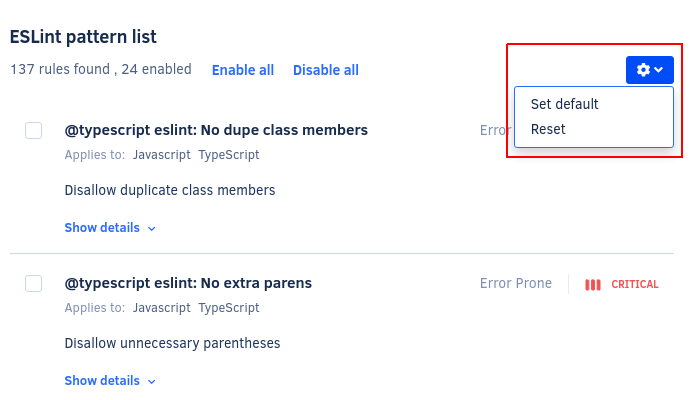 ESLint pattern list
137 rules found , 24 enabled Enable all Disable all
Set default
Reset
@typescript eslint: No dupe class members Error
Applies to: Javascript TypeScript
Disallow duplicate class members
Show details
@typescript eslint: No extra parens Error Prone CRITICAL
Applies to: Javascript TypeScript
Disallow unnecessary parentheses
Show details